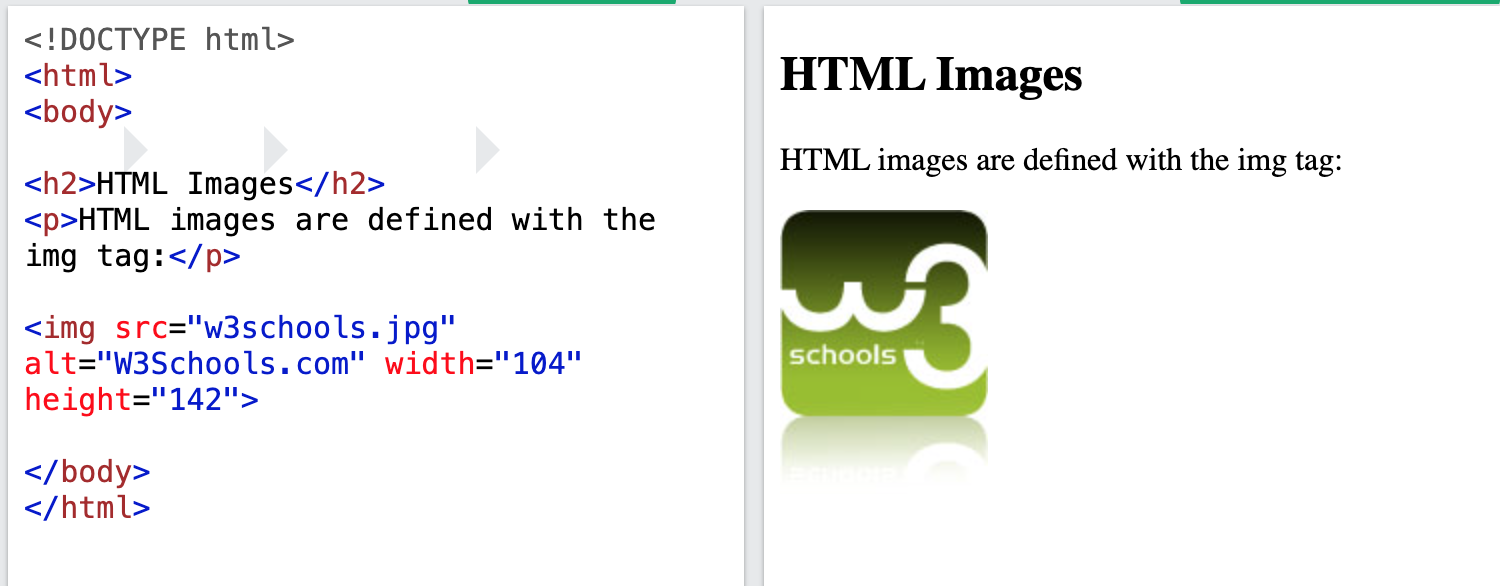 <!DOCTYPE html>
<html>
<body>
<h2>HTML Images</h2>
<p>HTML images are defined with the
img tag:</p>
<img src="w3schools.jpg"
alt="W3Schools.com" width="104"
height="142">
</body>
</html>
HTML Images
HTML images are defined with the img tag:
w3
schools